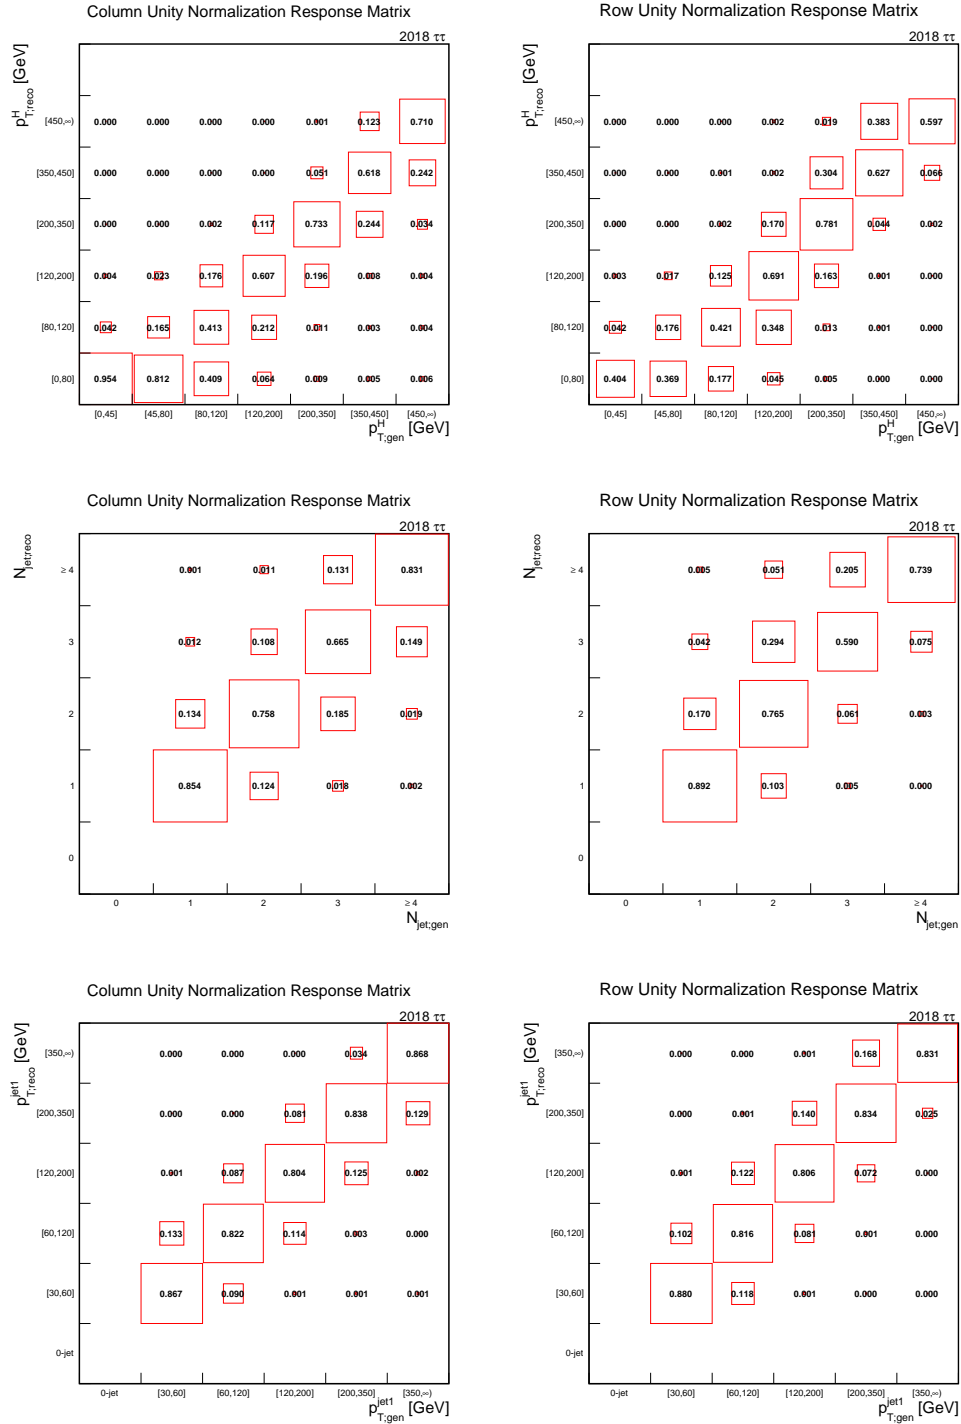 Column Unity Normalization Response Matrix
2018 ττ
p^H_T;reco [GeV]
[450,∞) 0.000 0.000 0.000 0.000 0.001 0.123 0.710
[350,450] 0.000 0.000 0.000 0.000 0.051 0.618 0.242
[200,350] 0.000 0.000 0.002 0.117 0.733 0.244 0.034
[120,200] 0.004 0.023 0.176 0.607 0.196 0.008 0.004
[80,120] 0.042 0.165 0.413 0.212 0.011 0.003 0.004
[0,80] 0.954 0.812 0.409 0.064 0.009 0.005 0.006
[0,45] [45,80] [80,120] [120,200] [200,350] [350,450] [450,∞)
p^H_T;gen [GeV]
Row Unity Normalization Response Matrix
2018 ττ
p^H_T;reco [GeV]
[450,∞) 0.000 0.000 0.000 0.002 0.019 0.383 0.597
[350,450] 0.000 0.000 0.001 0.002 0.304 0.627 0.066
[200,350] 0.000 0.000 0.002 0.170 0.781 0.044 0.002
[120,200] 0.003 0.017 0.125 0.691 0.163 0.001 0.000
[80,120] 0.042 0.176 0.421 0.348 0.013 0.001 0.000
[0,80] 0.404 0.369 0.177 0.045 0.005 0.000 0.000
[0,45] [45,80] [80,120] [120,200] [200,350] [350,450] [450,∞)
p^H_T;gen [GeV]
Column Unity Normalization Response Matrix
2018 ττ
N_jet;reco
≥ 4 0.001 0.011 0.131 0.831
3 0.012 0.108 0.665 0.149
2 0.134 0.758 0.185 0.019
1 0.854 0.124 0.018 0.002
0
0 1 2 3 ≥ 4
N_jet;gen
Row Unity Normalization Response Matrix
2018 ττ
N_jet;reco
≥ 4 0.005 0.051 0.205 0.739
3 0.042 0.294 0.590 0.075
2 0.170 0.765 0.061 0.003
1 0.892 0.103 0.005 0.000
0
0 1 2 3 ≥ 4
N_jet;gen
Column Unity Normalization Response Matrix
2018 ττ
p^jet1_T;reco [GeV]
[350,∞) 0.000 0.000 0.000 0.034 0.868
[200,350] 0.000 0.000 0.081 0.838 0.129
[120,200] 0.001 0.087 0.804 0.125 0.002
[60,120] 0.133 0.822 0.114 0.003 0.000
[30,60] 0.867 0.090 0.001 0.001 0.001
0-jet
0-jet [30,60] [60,120] [120,200] [200,350] [350,∞)
p^jet1_T;gen [GeV]
Row Unity Normalization Response Matrix
2018 ττ
p^jet1_T;reco [GeV]
[350,∞) 0.000 0.000 0.001 0.168 0.831
[200,350] 0.000 0.001 0.140 0.834 0.025
[120,200] 0.001 0.122 0.806 0.072 0.000
[60,120] 0.102 0.816 0.081 0.001 0.000
[30,60] 0.880 0.118 0.001 0.000 0.000
0-jet
0-jet [30,60] [60,120] [120,200] [200,350] [350,∞)
p^jet1_T;gen [GeV]